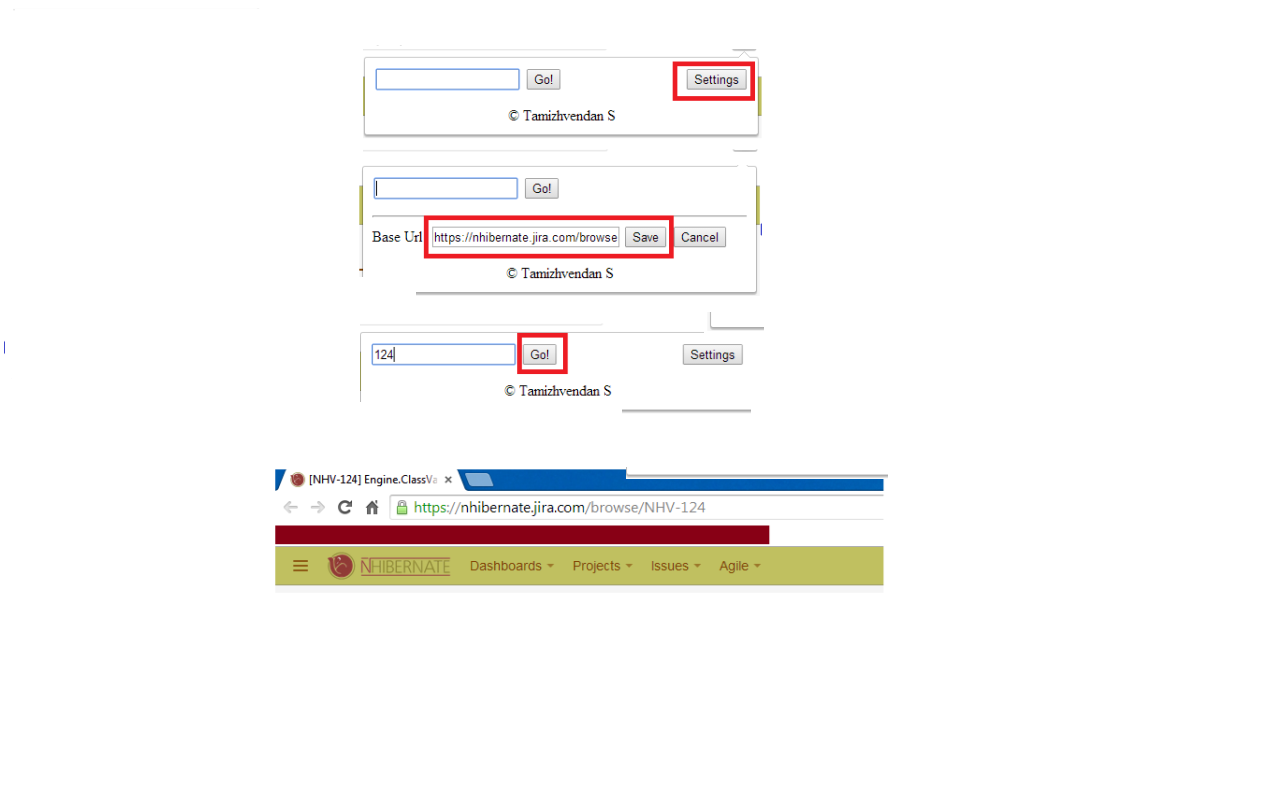 Go! Settings
© Tamizhvendan S
Go!
Base Url https://nhibernate.jira.com/browse Save Cancel
© Tamizhvendan S
124 Go! Settings
© Tamizhvendan S
[NHV-124] Engine.ClassVa
https://nhibernate.jira.com/browse/NHV-124
NHIBERNATE Dashboards Projects Issues Agile